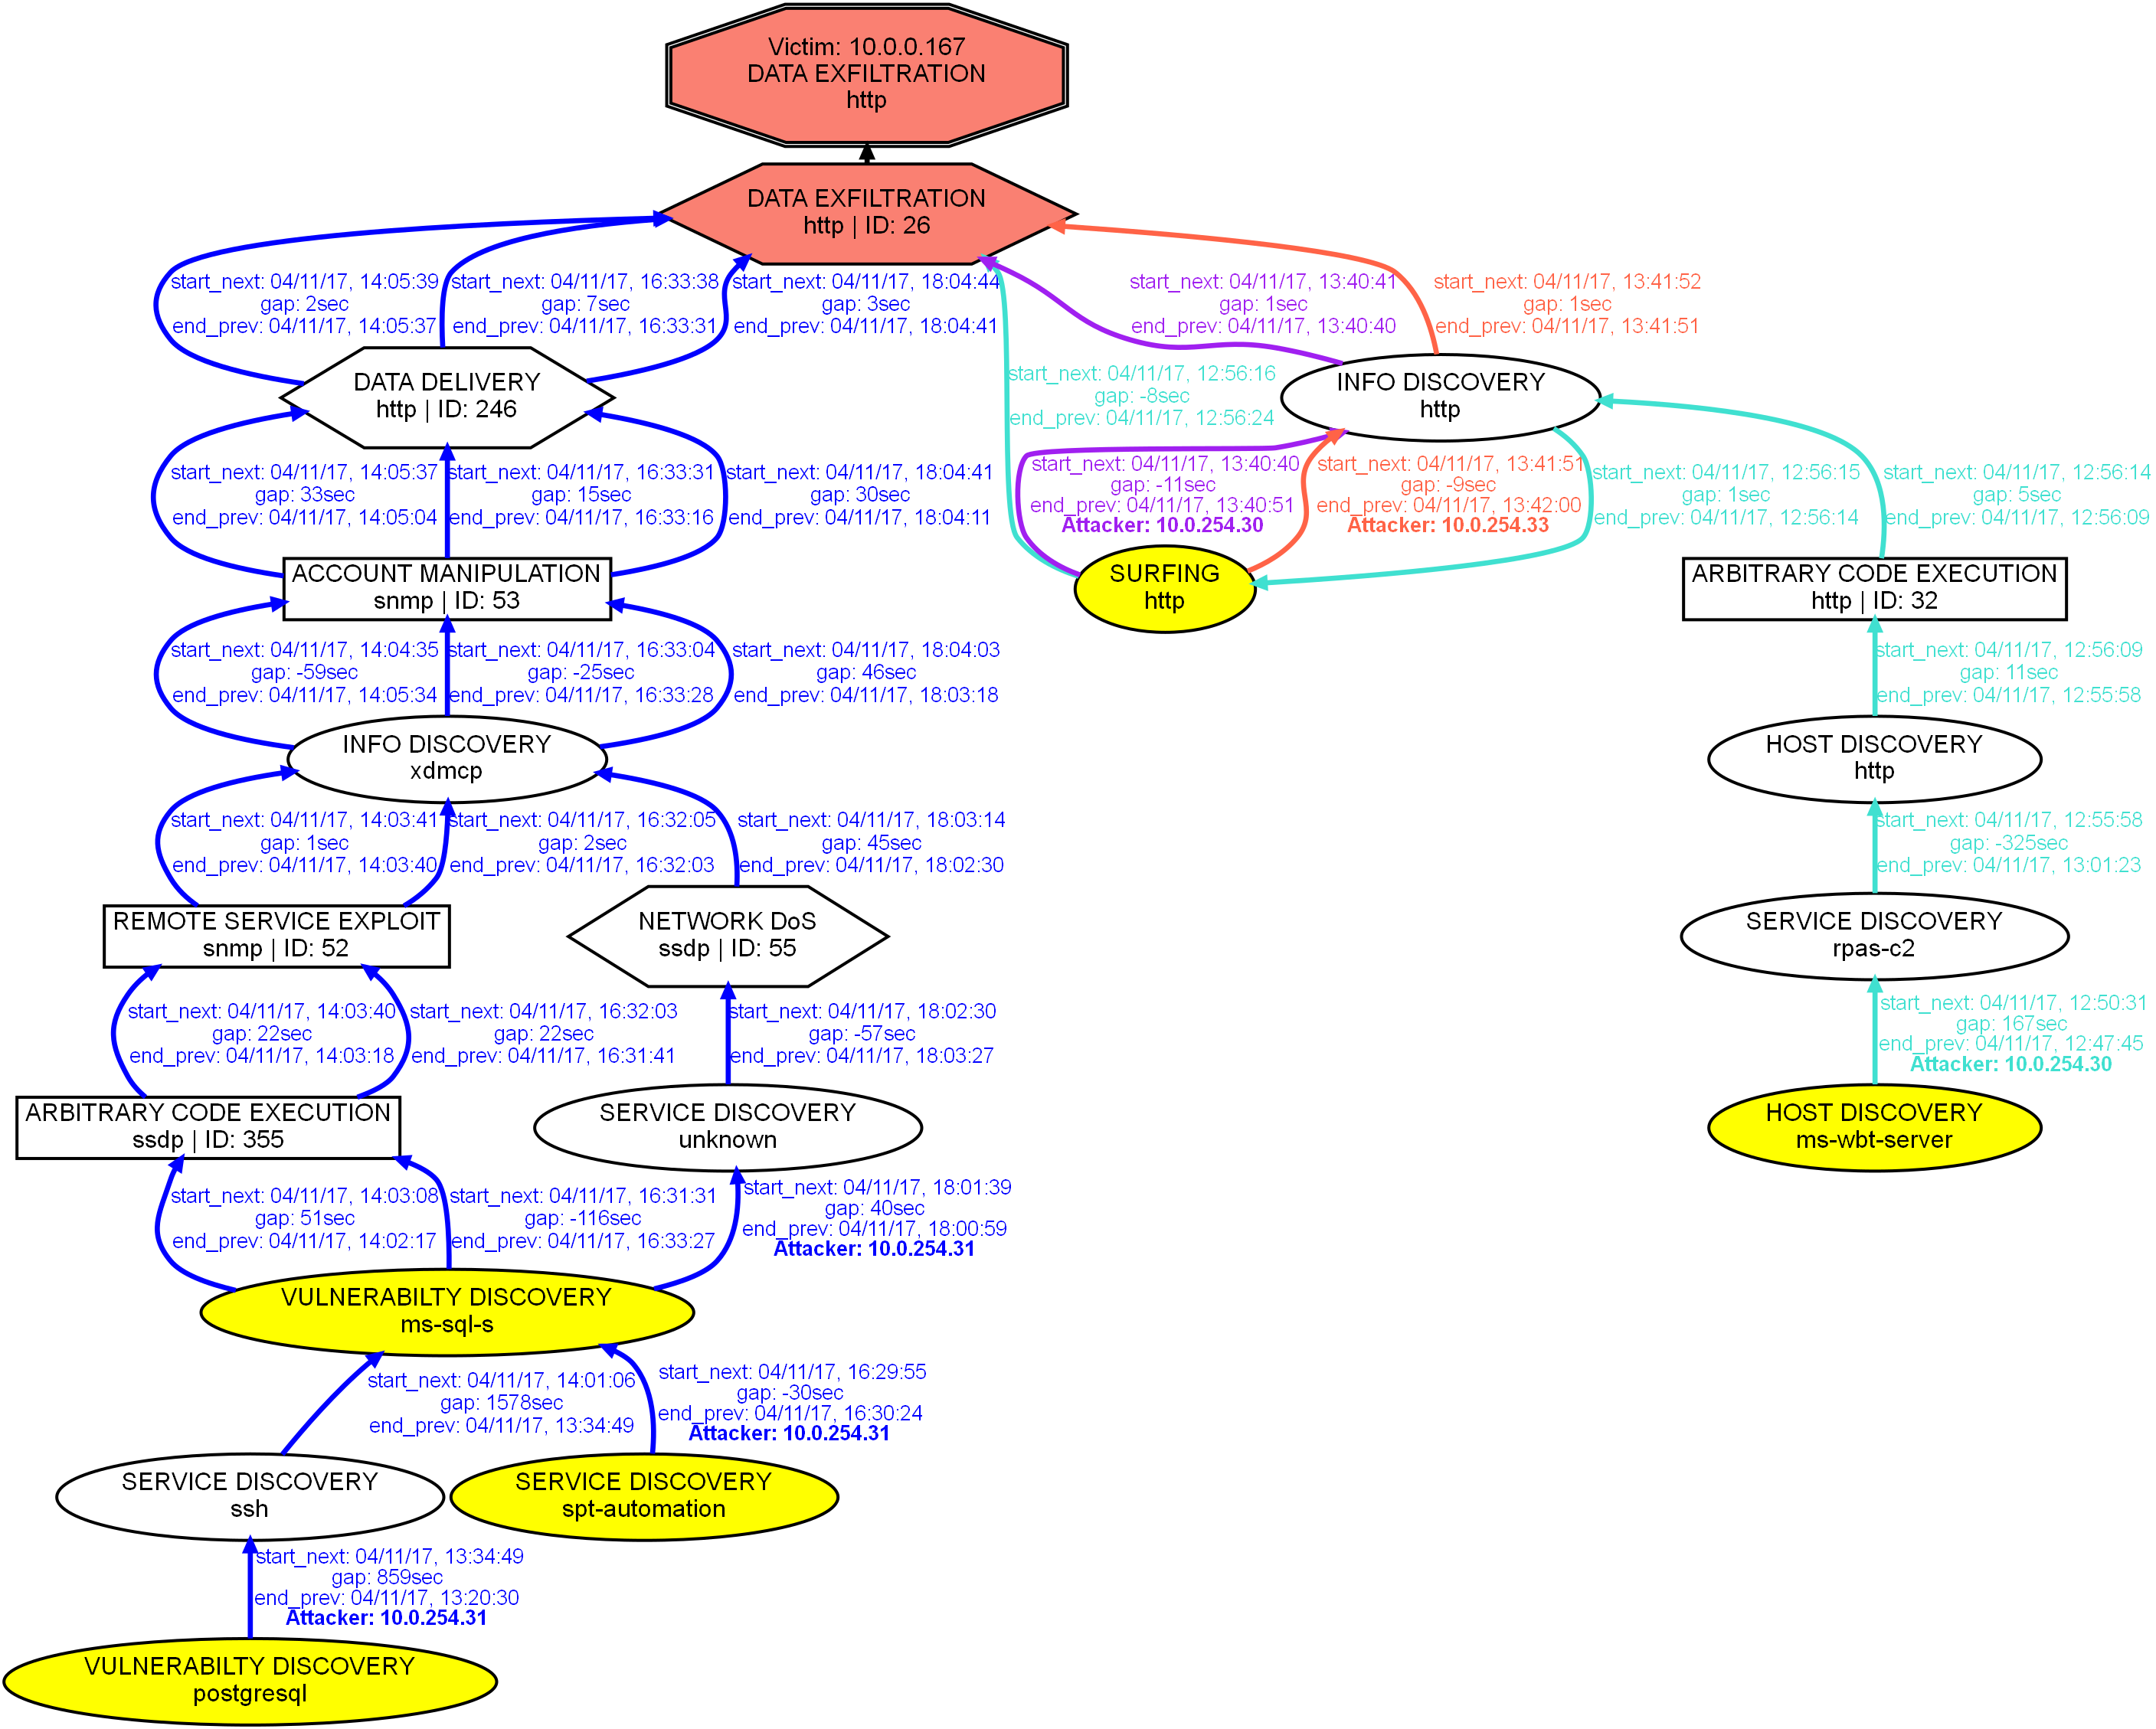 Victim: 10.0.0.167
DATA EXFILTRATION
http
DATA EXFILTRATION
http | ID: 26
start_next: 04/11/17, 14:05:39
gap: 2sec
end_prev: 04/11/17, 14:05:37
start_next: 04/11/17, 16:33:38
gap: 7sec
end_prev: 04/11/17, 16:33:31
start_next: 04/11/17, 18:04:44
gap: 3sec
end_prev: 04/11/17, 18:04:41
start_next: 04/11/17, 13:40:41
gap: 1sec
end_prev: 04/11/17, 13:40:40
start_next: 04/11/17, 13:41:52
gap: 1sec
end_prev: 04/11/17, 13:41:51
start_next: 04/11/17, 12:56:16
gap: -8sec
end_prev: 04/11/17, 12:56:24
DATA DELIVERY
http | ID: 246
INFO DISCOVERY
http
start_next: 04/11/17, 14:05:37
gap: 33sec
end_prev: 04/11/17, 14:05:04
start_next: 04/11/17, 16:33:31
gap: 15sec
end_prev: 04/11/17, 16:33:16
start_next: 04/11/17, 18:04:41
gap: 30sec
end_prev: 04/11/17, 18:04:11
start_next: 04/11/17, 13:40:40
gap: -11sec
end_prev: 04/11/17, 13:40:51
Attacker: 10.0.254.30
start_next: 04/11/17, 13:41:51
gap: -9sec
end_prev: 04/11/17, 13:42:00
Attacker: 10.0.254.33
start_next: 04/11/17, 12:56:15
gap: 1sec
end_prev: 04/11/17, 12:56:14
start_next: 04/11/17, 12:56:14
gap: 5sec
end_prev: 04/11/17, 12:56:09
ACCOUNT MANIPULATION
snmp | ID: 53
SURFING
http
ARBITRARY CODE EXECUTION
http | ID: 32
start_next: 04/11/17, 14:04:35
gap: -59sec
end_prev: 04/11/17, 14:05:34
start_next: 04/11/17, 16:33:04
gap: -25sec
end_prev: 04/11/17, 16:33:28
start_next: 04/11/17, 18:04:03
gap: 46sec
end_prev: 04/11/17, 18:03:18
start_next: 04/11/17, 12:56:09
gap: 11sec
end_prev: 04/11/17, 12:55:58
INFO DISCOVERY
xdmcp
HOST DISCOVERY
http
start_next: 04/11/17, 14:03:41
gap: 1sec
end_prev: 04/11/17, 14:03:40
start_next: 04/11/17, 16:32:05
gap: 2sec
end_prev: 04/11/17, 16:32:03
start_next: 04/11/17, 18:03:14
gap: 45sec
end_prev: 04/11/17, 18:02:30
start_next: 04/11/17, 12:55:58
gap: -325sec
end_prev: 04/11/17, 13:01:23
REMOTE SERVICE EXPLOIT
snmp | ID: 52
NETWORK DoS
ssdp | ID: 55
SERVICE DISCOVERY
rpas-c2
start_next: 04/11/17, 14:03:40
gap: 22sec
end_prev: 04/11/17, 14:03:18
start_next: 04/11/17, 16:32:03
gap: 22sec
end_prev: 04/11/17, 16:31:41
start_next: 04/11/17, 18:02:30
gap: -57sec
end_prev: 04/11/17, 18:03:27
start_next: 04/11/17, 12:50:31
gap: 167sec
end_prev: 04/11/17, 12:47:45
Attacker: 10.0.254.30
ARBITRARY CODE EXECUTION
ssdp | ID: 355
SERVICE DISCOVERY
unknown
HOST DISCOVERY
ms-wbt-server
start_next: 04/11/17, 14:03:08
gap: 51sec
end_prev: 04/11/17, 14:02:17
start_next: 04/11/17, 16:31:31
gap: -116sec
end_prev: 04/11/17, 16:33:27
start_next: 04/11/17, 18:01:39
gap: 40sec
end_prev: 04/11/17, 18:00:59
Attacker: 10.0.254.31
VULNERABILTY DISCOVERY
ms-sql-s
start_next: 04/11/17, 14:01:06
gap: 1578sec
end_prev: 04/11/17, 13:34:49
start_next: 04/11/17, 16:29:55
gap: -30sec
end_prev: 04/11/17, 16:30:24
Attacker: 10.0.254.31
SERVICE DISCOVERY
ssh
SERVICE DISCOVERY
spt-automation
start_next: 04/11/17, 13:34:49
gap: 859sec
end_prev: 04/11/17, 13:20:30
Attacker: 10.0.254.31
VULNERABILTY DISCOVERY
postgresql